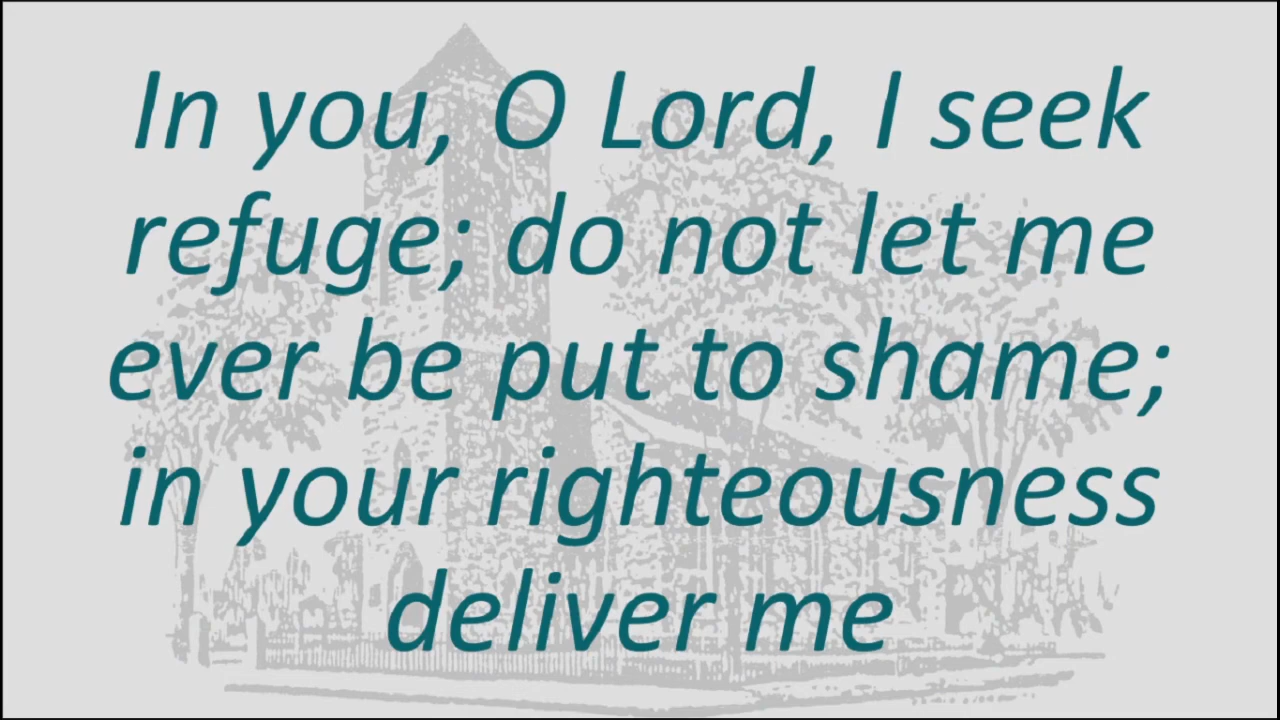 In you, O Lord, I seek
refuge; do not let me
ever be put to shame;
in your righteousness
deliver me